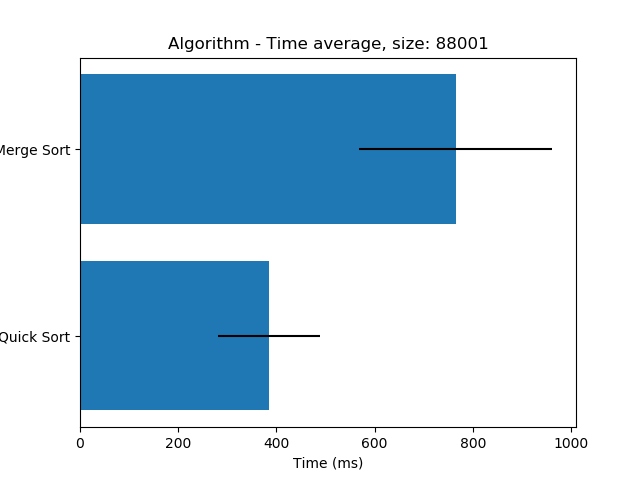 Algorithm - Time average, size: 88001
Merge Sort
Quick Sort
0 200 400 600 800 1000
Time (ms)